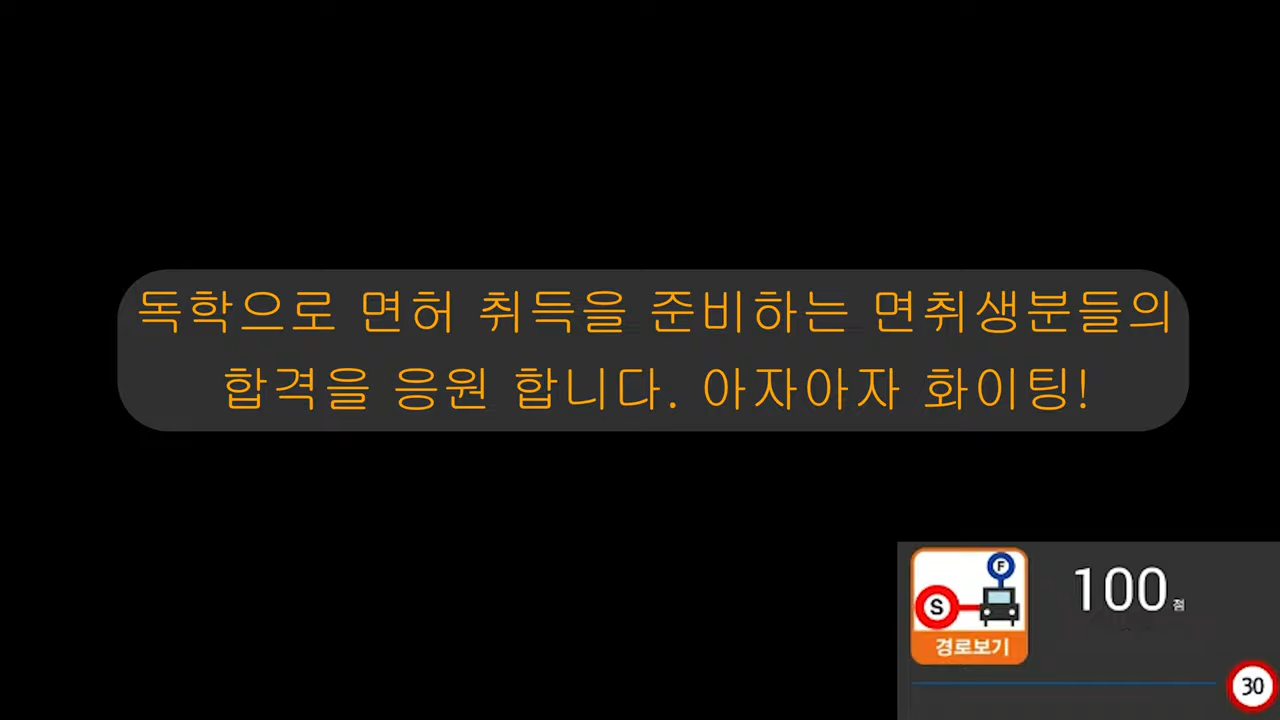 독학으로 면허 취득을 준비하는 면취생분들의
합격을 응원 합니다. 아자아자 화이팅!
F
S
경로보기
100점
30